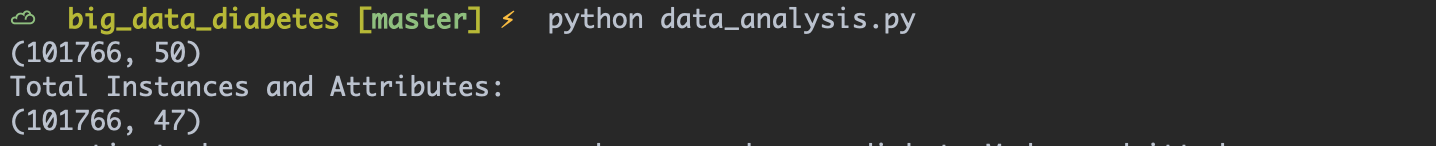 big_data_diabetes [master] ⚡ python data_analysis.py
(101766, 50)
Total Instances and Attributes:
(101766, 47)